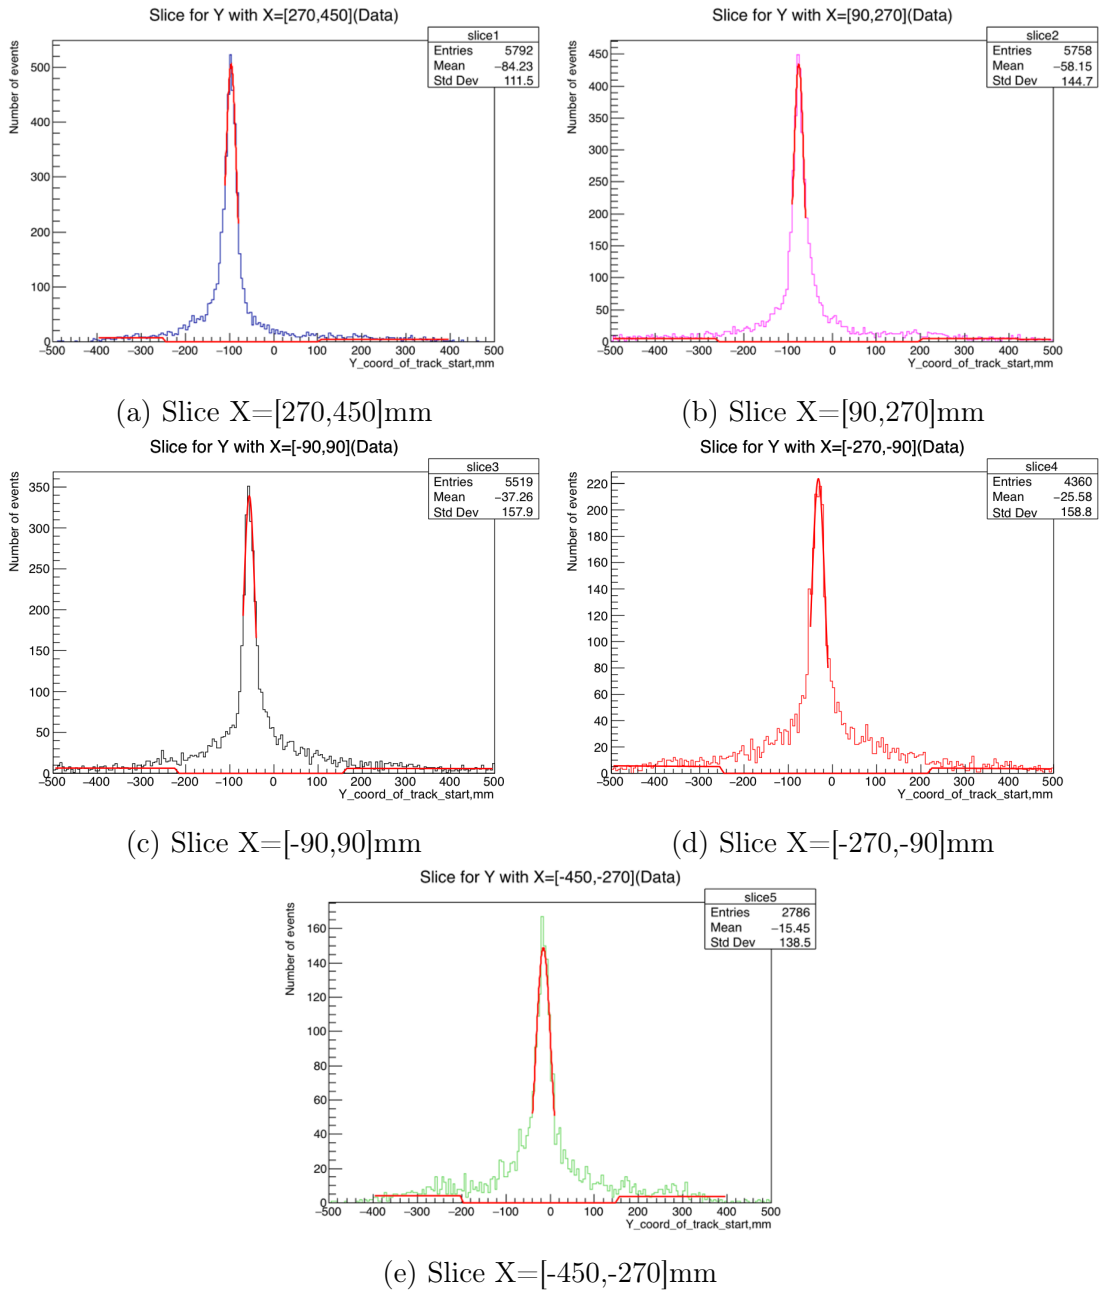 Slice for Y with X=[270,450](Data)
slice1
Entries 5792
Mean −84.23
Std Dev 111.5
Number of events
500
400
300
200
100
0
−500 −400 −300 −200 −100 0 100 200 300 400 500
Y_coord_of_track_start,mm
(a) Slice X=[270,450]mm
Slice for Y with X=[90,270](Data)
slice2
Entries 5758
Mean −58.15
Std Dev 144.7
Number of events
450
400
350
300
250
200
150
100
50
0
−500 −400 −300 −200 −100 0 100 200 300 400 500
Y_coord_of_track_start,mm
(b) Slice X=[90,270]mm
Slice for Y with X=[-90,90](Data)
slice3
Entries 5519
Mean −37.26
Std Dev 157.9
Number of events
350
300
250
200
150
100
50
0
−500 −400 −300 −200 −100 0 100 200 300 400 500
Y_coord_of_track_start,mm
(c) Slice X=[-90,90]mm
Slice for Y with X=[-270,-90](Data)
slice4
Entries 4360
Mean −25.58
Std Dev 158.8
Number of events
220
200
180
160
140
120
100
80
60
40
20
0
−500 −400 −300 −200 −100 0 100 200 300 400 500
Y_coord_of_track_start,mm
(d) Slice X=[-270,-90]mm
Slice for Y with X=[-450,-270](Data)
slice5
Entries 2786
Mean −15.45
Std Dev 138.5
Number of events
160
140
120
100
80
60
40
20
0
−500 −400 −300 −200 −100 0 100 200 300 400 500
Y_coord_of_track_start,mm
(e) Slice X=[-450,-270]mm